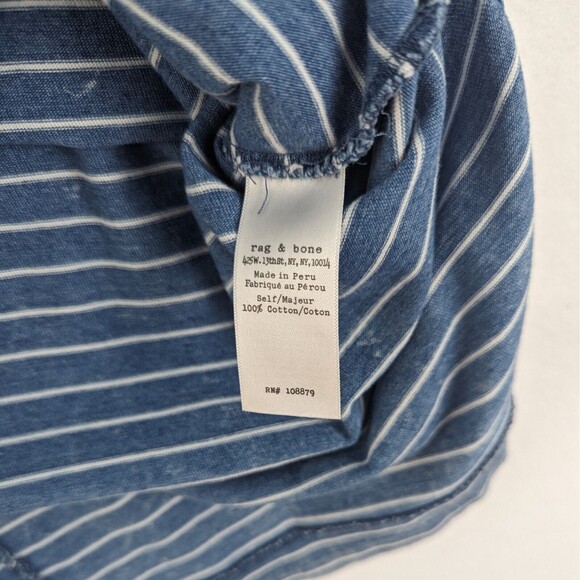 rag & bone
425W.13thSt,NY,NY,10014
Made in Peru
Fabriqué au Pérou
Self/Majeur
100% Cotton/Coton
RN# 108879